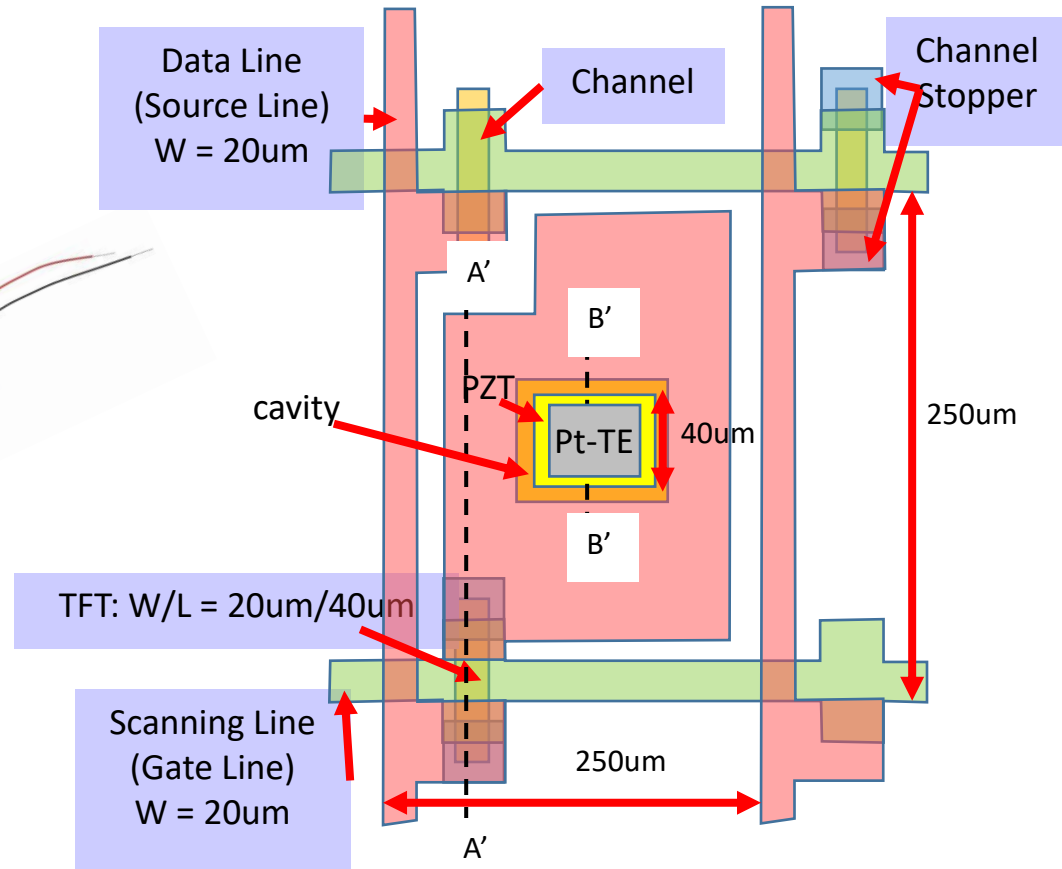 Data Line
(Source Line)
W = 20um
Channel
Channel
Stopper
A’
B’
PZT
cavity
Pt-TE
40um
250um
B’
TFT: W/L = 20um/40um
Scanning Line
(Gate Line)
W = 20um
250um
A’